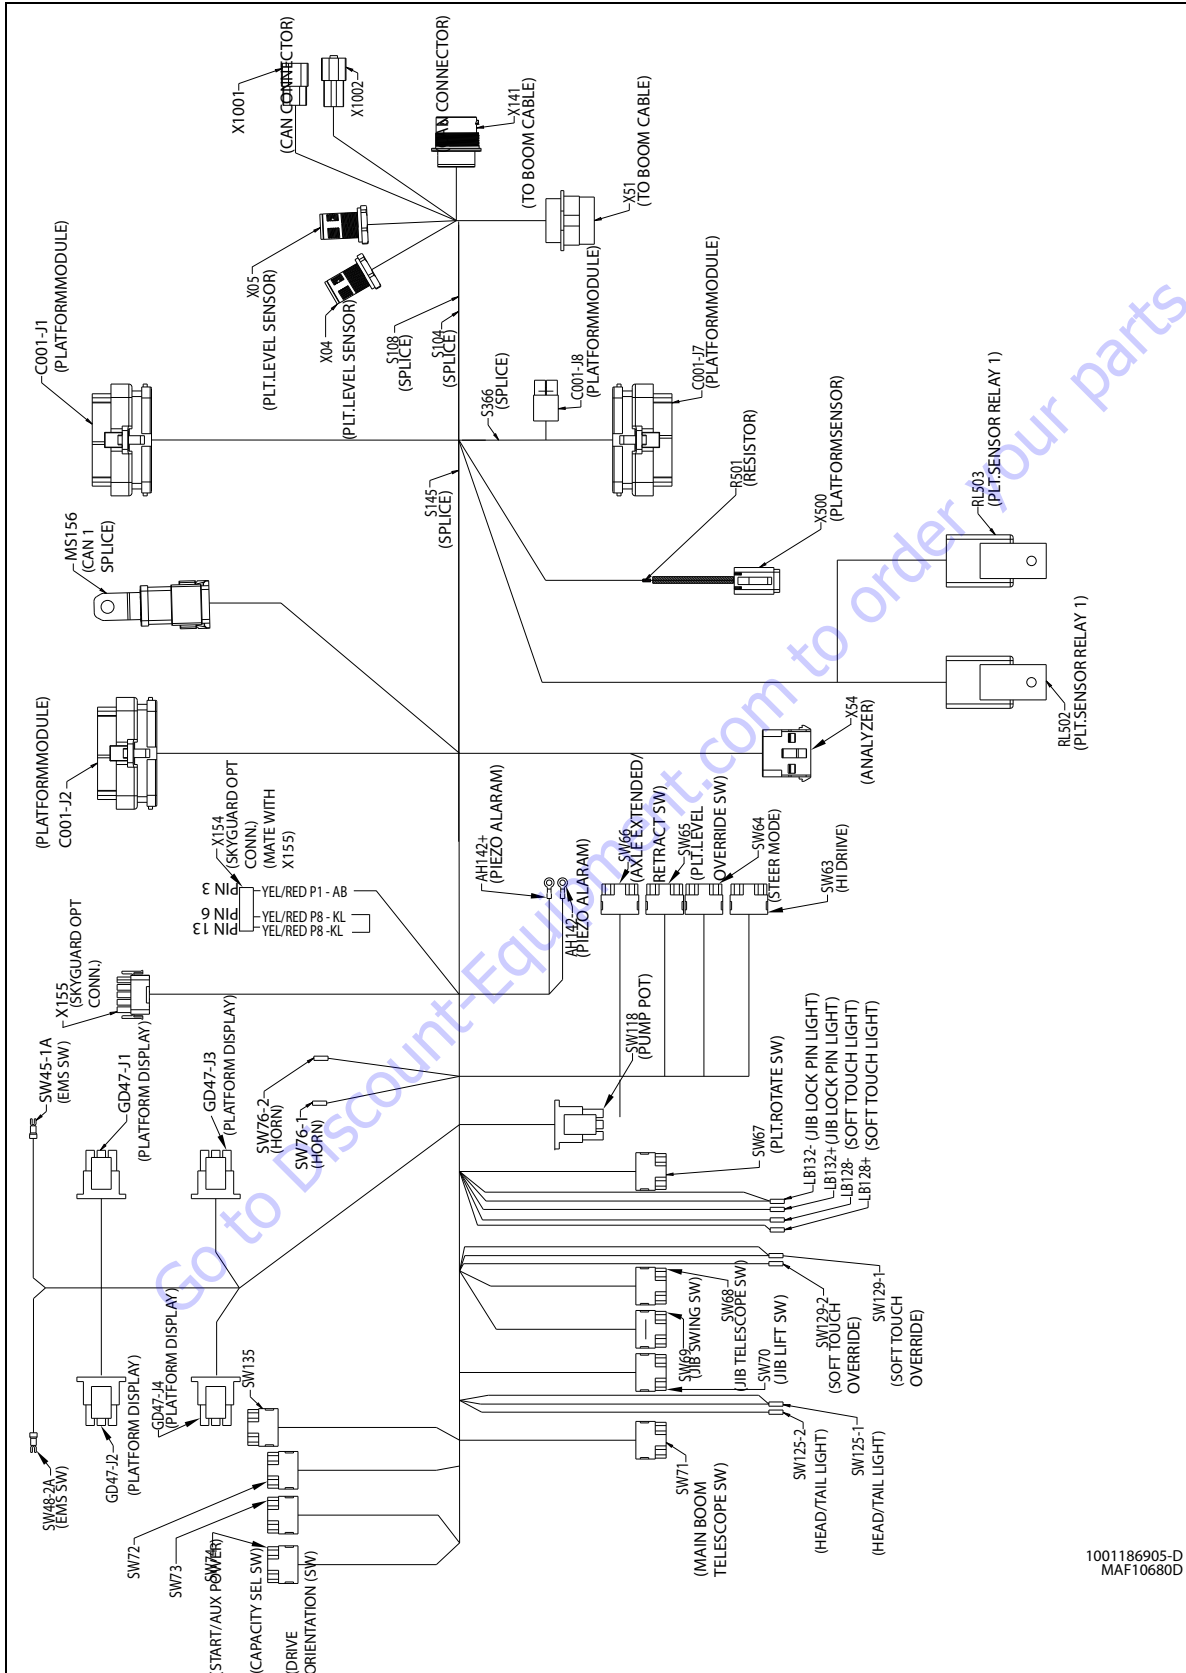 X1001
(CAN CONNECTOR)
X1002
(CAN CONNECTOR)
X141
(TO BOOM CABLE)
X51
(TO BOOM CABLE)
C001-J1
(PLATFORMMODULE)
X05
(PLT.LEVEL SENSOR)
X04
(PLT.LEVEL SENSOR)
S108
(SPLICE)
S104
(SPLICE)
S366
(SPLICE)
C001-J8
(PLATFORMMODULE)
C001-J7
(PLATFORMMODULE)
S145
(SPLICE)
R501
(RESISTOR)
X500
(PLATFORMSENSOR)
RL503
(PLT.SENSOR RELAY 1)
RL502
(PLT.SENSOR RELAY 1)
MS156
(CAN 1
SPLICE)
(PLATFORMMODULE)
C001-J2
X54
(ANALYZER)
X154
(SKYGUARD OPT
CONN.)
(MATE WITH
X155)
PIN 3
YEL/RED P1 - AB
PIN 6
YEL/RED P8 - KL
PIN 13
YEL/RED P8 -KL
AH142+
(PIEZO ALARAM)
AH142-
(PIEZO ALARAM)
SW66
(AXLE EXTENDED/
RETRACT SW)
SW65
(PLT.LEVEL
OVERRIDE SW)
SW64
(STEER MODE)
SW63
(HI DRIIVE)
X155
(SKYGUARD OPT
CONN.)
SW45-1A
(EMS SW)
GD47-J1
(PLATFORM DISPLAY)
GD47-J3
(PLATFORM DISPLAY)
SW76-2
(HORN)
SW76-1
(HORN)
SW118
(PUMP POT)
SW67
(PLT.ROTATE SW)
LB132- (JIB LOCK PIN LIGHT)
LB132+ (JIB LOCK PIN LIGHT)
LB128- (SOFT TOUCH LIGHT)
LB128+ (SOFT TOUCH LIGHT)
SW48-2A
(EMS SW)
GD47-J2
(PLATFORM DISPLAY)
GD47-J4
(PLATFORM DISPLAY)
SW135
SW68
(JIB TELESCOPE SW)
SW69
(JIB SWING SW)
SW70
(JIB LIFT SW)
SW129-2
(SOFT TOUCH
OVERRIDE)
SW129-1
(SOFT TOUCH
OVERRIDE)
SW125-2
(HEAD/TAIL LIGHT)
SW125-1
(HEAD/TAIL LIGHT)
SW71
(MAIN BOOM
TELESCOPE SW)
SW72
SW73
SW74
(START/AUX POWER)
(CAPACITY SEL SW)
(DRIVE
ORIENTATION (SW)
1001186905-D
MAF10680D
Go to Discount-Equipment.com to order your parts